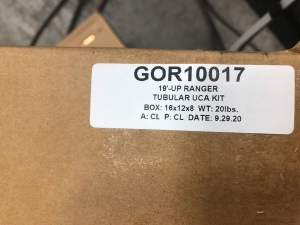 GOR10017
19'-UP RANGER
TUBULAR UCA KIT
BOX: 16x12x8 WT: 20lbs.
A: CL P: CL DATE: 9.29.20